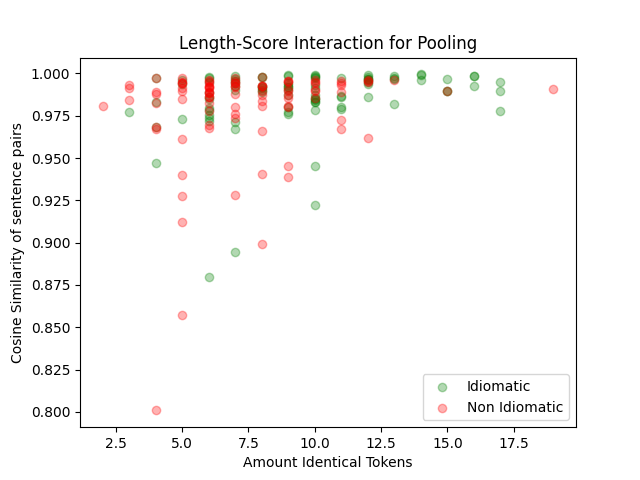 Length-Score Interaction for Pooling
Cosine Similarity of sentence pairs
1.000
0.975
0.950
0.925
0.900
0.875
0.850
0.825
0.800
Idiomatic
Non Idiomatic
2.5 5.0 7.5 10.0 12.5 15.0 17.5
Amount Identical Tokens